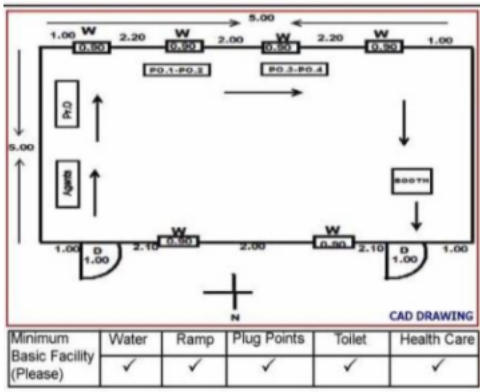 5.00
W W W W
1.00 0.90 2.20 0.90 2.00 0.90 2.20 0.90 1.00
PO.1-PO.2 PO.3-PO.4
Pr.O
5.00
Agents
BOOTH
W W
1.00 D 2.10 0.90 2.00 0.90 2.10 D 1.00
1.00 1.00
N
CAD DRAWING
Minimum Basic Facility (Please) Water Ramp Plug Points Toilet Health Care
✓ ✓ ✓ ✓ ✓